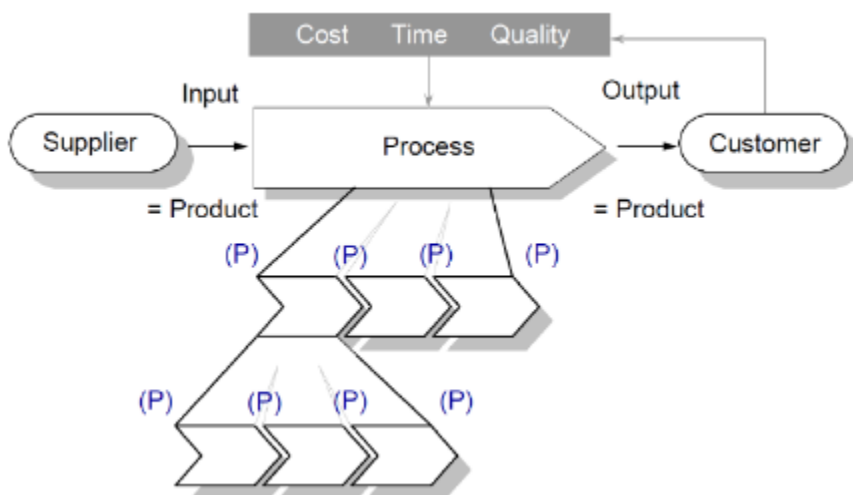 Cost Time Quality
Input
Output
Supplier
Process
Customer
= Product
= Product
(P) (P) (P) (P)
(P) (P) (P) (P)